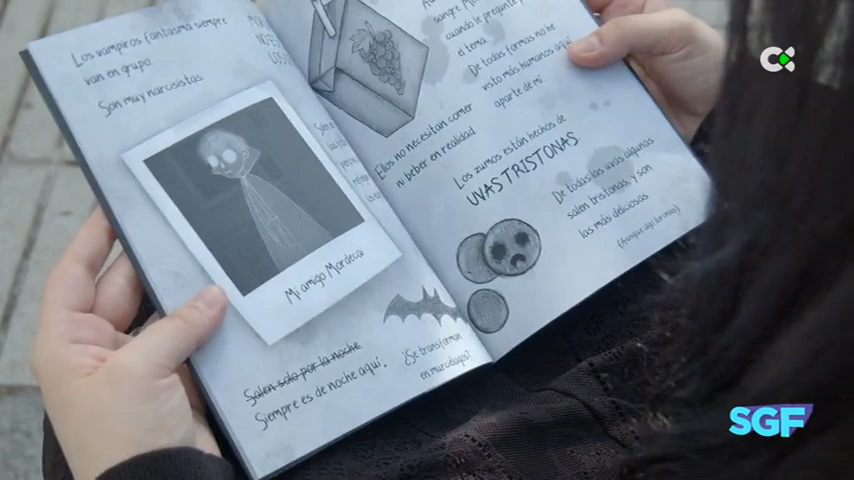 Los vampiros fantasma siempre
van en grupo.
Son muy narcisistas.
Mi amigo Mordecai
Salen solo por la noche
Siempre es de noche aquí.
¿Se transforman
en murciélagos?
sangre
cuando le pregunté
el tema
De todas formas no he
visto más humanos aquí
aparte de mí
Ellos no necesitan comer
ni beber en realidad
Los zumos están hechos de
UVAS TRISTONAS
De todas las uvas algunas
salen tristonas, y son
las más deliciosas
SGF